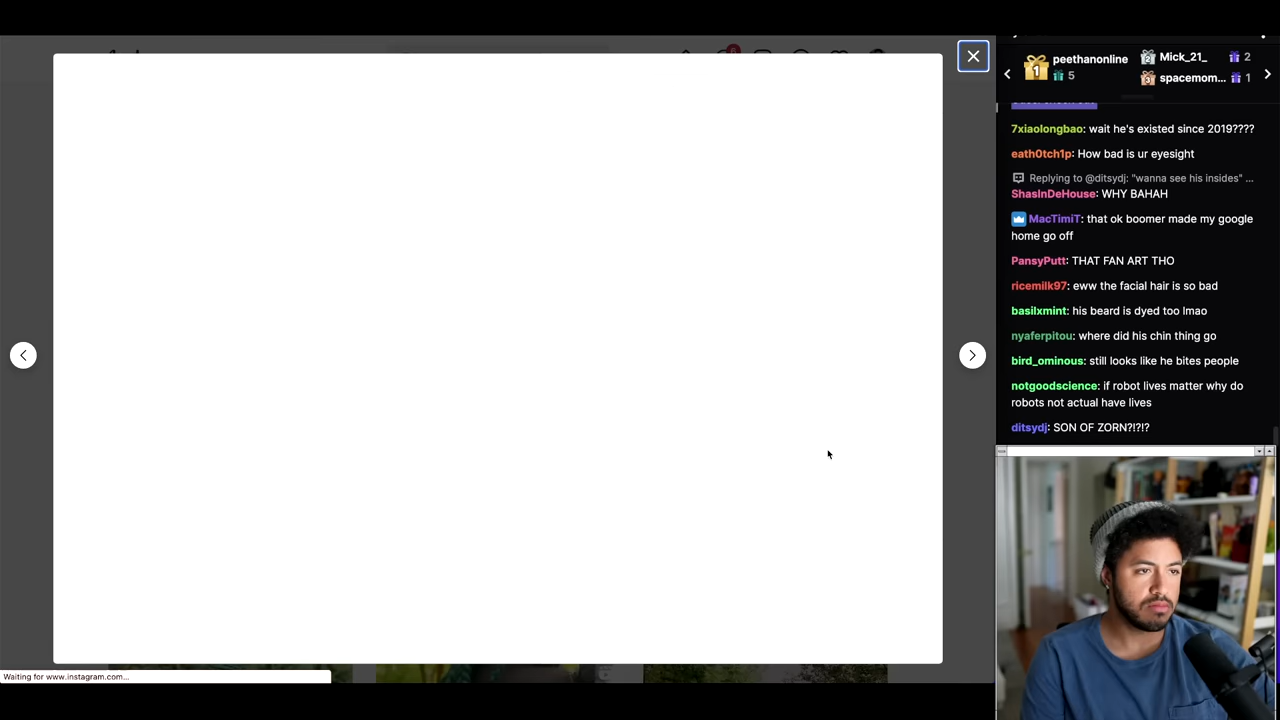 peethanonline
5
Mick_21_
2
spacemom...
1
7xiaolongbao: wait he's existed since 2019????
eath0tch1p: How bad is ur eyesight
Replying to @ditsydj: "wanna see his insides" ...
ShasInDeHouse: WHY BAHAH
MacTimiT: that ok boomer made my google
home go off
PansyPutt: THAT FAN ART THO
ricemilk97: eww the facial hair is so bad
basilxmint: his beard is dyed too lmao
nyaferpitou: where did his chin thing go
bird_ominous: still looks like he bites people
notgoodscience: if robot lives matter why do
robots not actual have lives
ditsydj: SON OF ZORN?!?!?
Waiting for www.instagram.com...